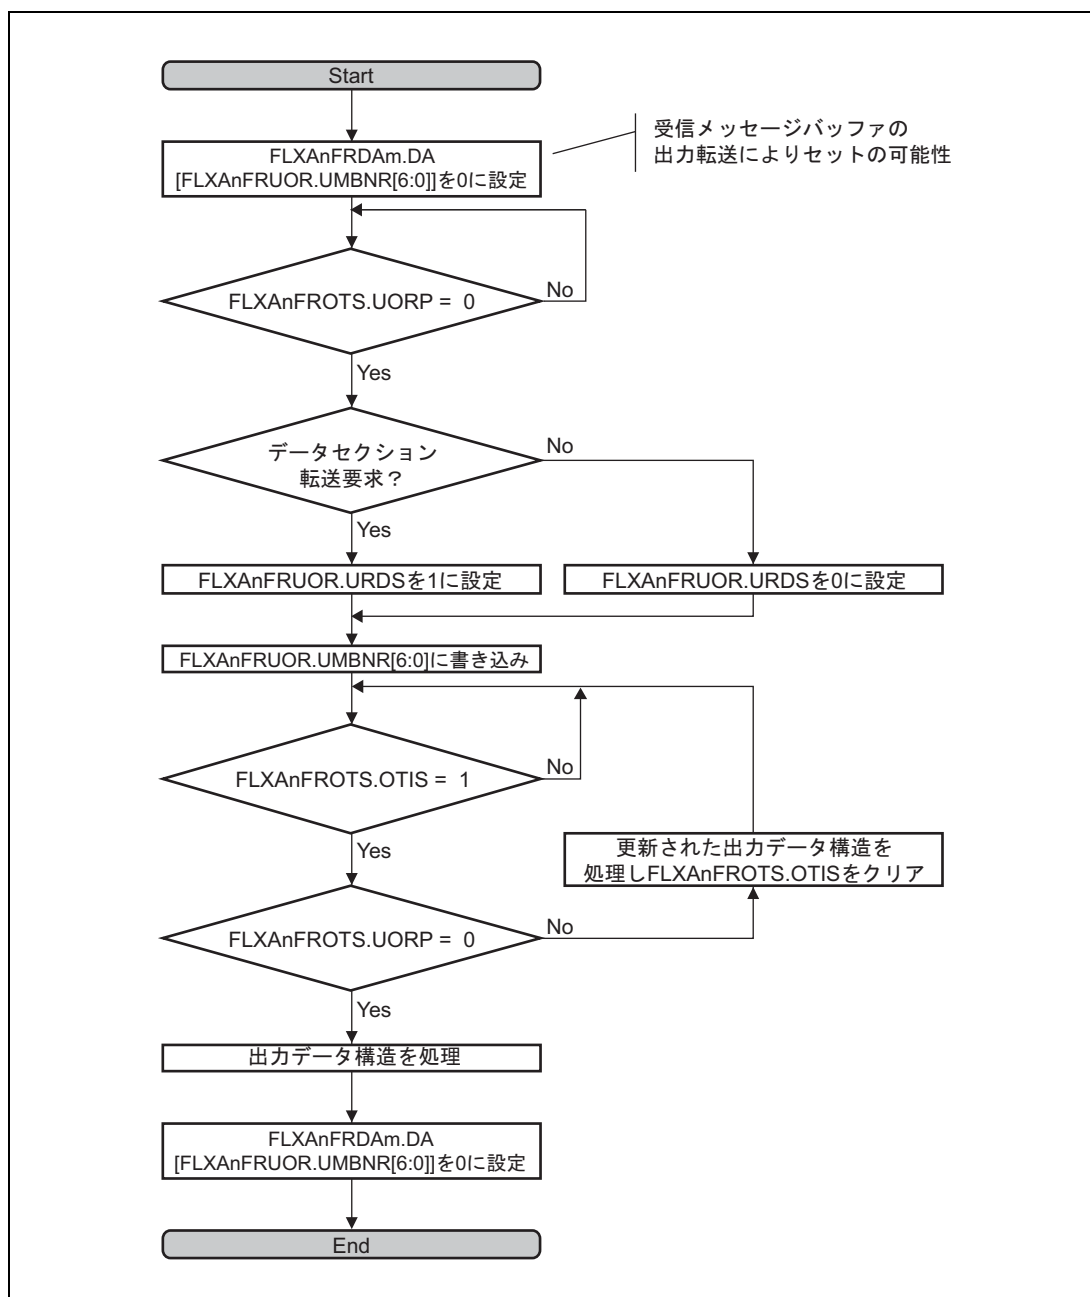 Start
FLXAnFRDAm.DA
[FLXAnFRUOR.UMBNR[6:0]]を0に設定
受信メッセージバッファの
出力転送によりセットの可能性
FLXAnFROTS.UORP = 0
No
Yes
データセクション
転送要求？
No
Yes
FLXAnFRUOR.URDSを1に設定
FLXAnFRUOR.URDSを0に設定
FLXAnFRUOR.UMBNR[6:0]に書き込み
FLXAnFROTS.OTIS = 1
No
Yes
更新された出力データ構造を
処理しFLXAnFROTS.OTISをクリア
FLXAnFROTS.UORP = 0
No
Yes
出力データ構造を処理
FLXAnFRDAm.DA
[FLXAnFRUOR.UMBNR[6:0]]を0に設定
End